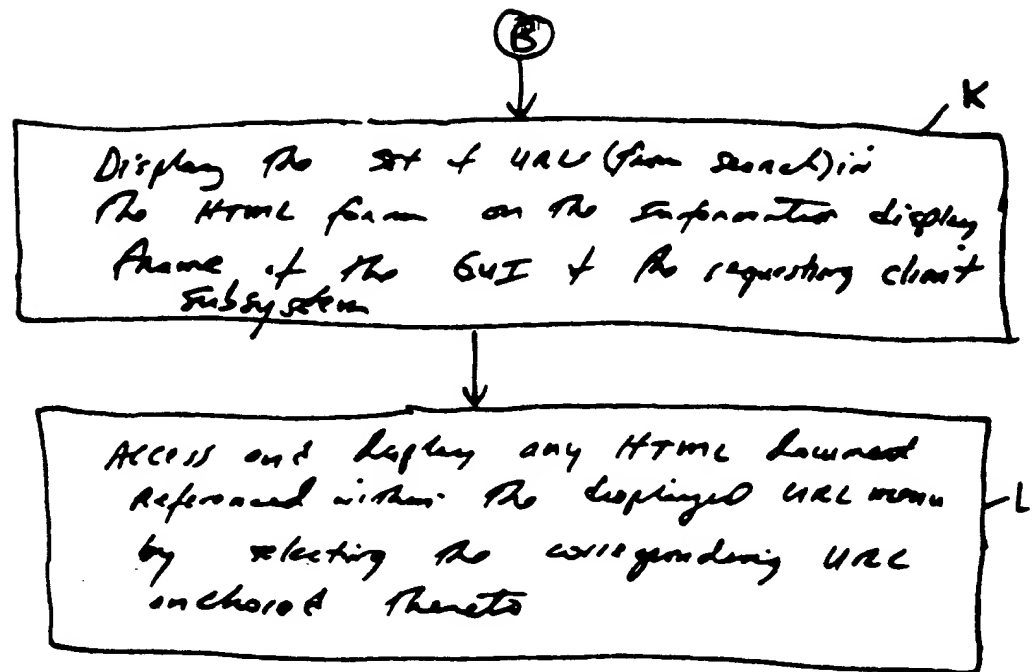 B
K
Display the set of URLs (from search) in
the HTML form on the Information display
frame of the GUI of the requesting client
subsystem
Access and display any HTML document
Referenced within the displayed URL menu
L
by selecting the corresponding URL
anchored thereto